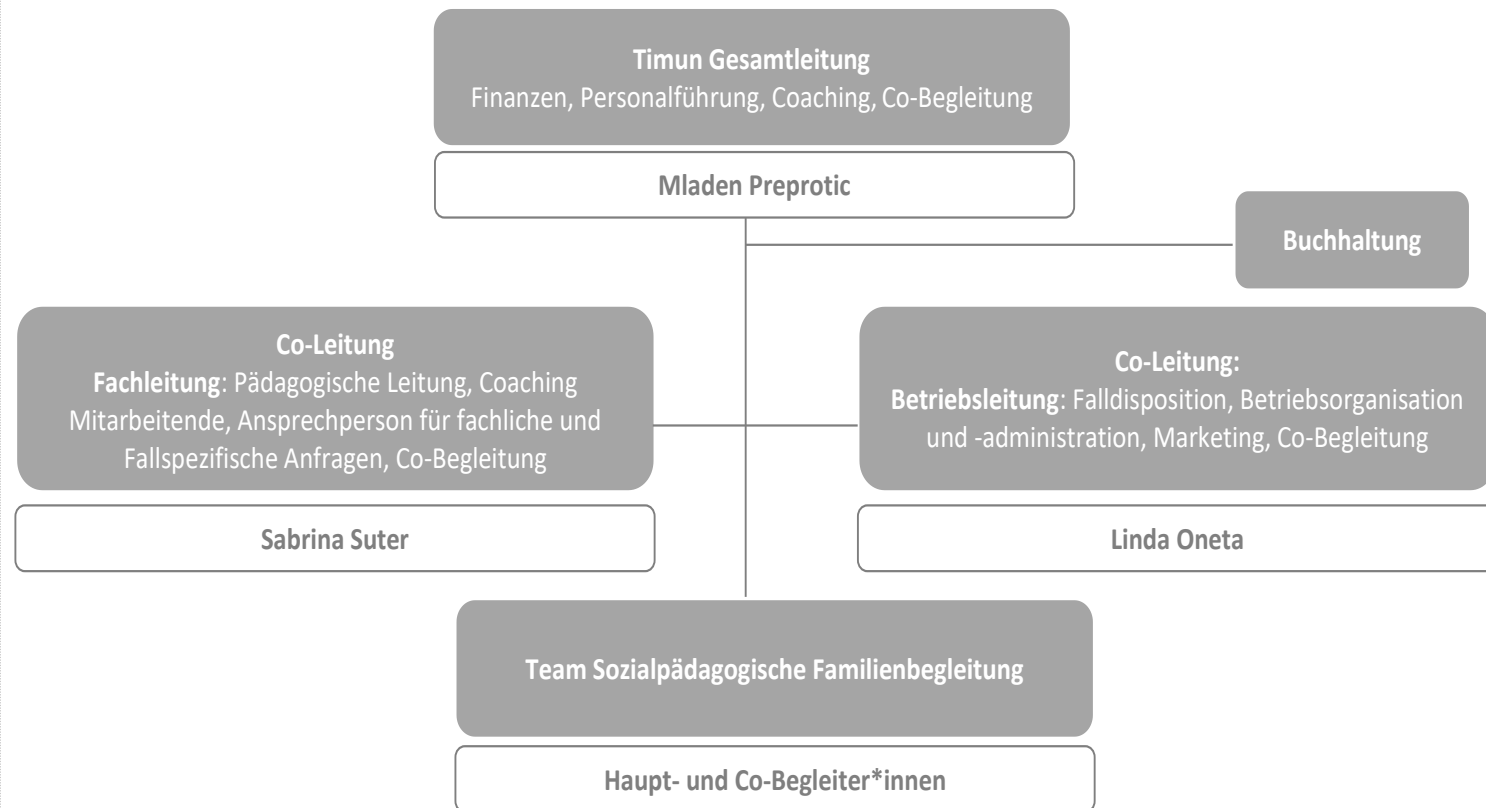 Timun Gesamtleitung
Finanzen, Personalführung, Coaching, Co-Begleitung
Mladen Preprotic
Buchhaltung
Co-Leitung
Fachleitung: Pädagogische Leitung, Coaching
Mitarbeitende, Ansprechperson für fachliche und
Fallspezifische Anfragen, Co-Begleitung
Sabrina Suter
Co-Leitung:
Betriebsleitung: Falldisposition, Betriebsorganisation
und -administration, Marketing, Co-Begleitung
Linda Oneta
Team Sozialpädagogische Familienbegleitung
Haupt- und Co-Begleiter*innen